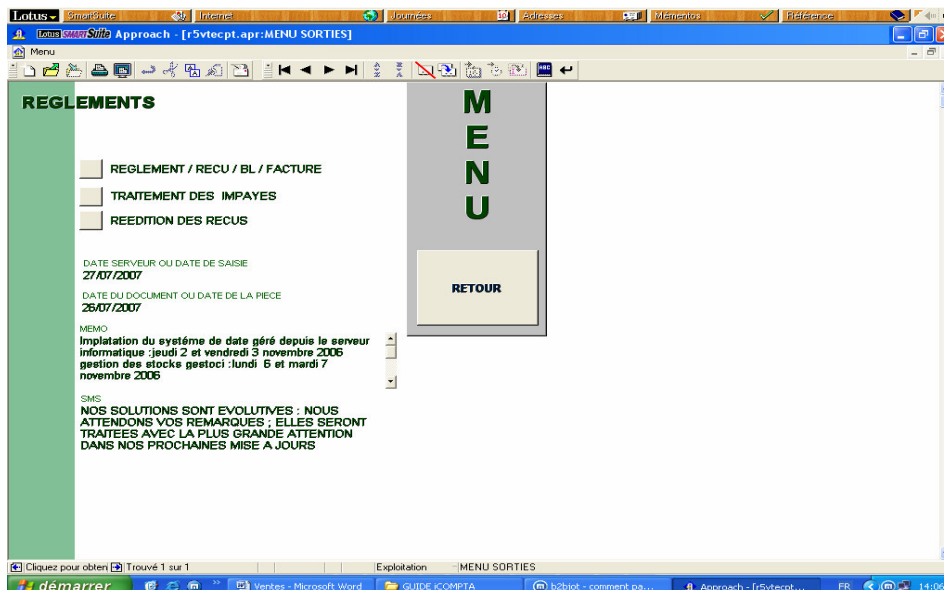 Lotus SmartSuite Internet Journées 10 Adresses Mémentos Référence
Lotus SMARTSuite Approach - [r5vtecpt.apr:MENU SORTIES]
Menu
ABC
REGLEMENTS
M
E
N
U
REGLEMENT / RECU / BL / FACTURE
TRAITEMENT DES IMPAYES
REEDITION DES RECUS
RETOUR
DATE SERVEUR OU DATE DE SAISIE
27/07/2007
DATE DU DOCUMENT OU DATE DE LA PIECE
26/07/2007
MEMO
Implatation du systéme de date géré depuis le serveur
informatique :jeudi 2 et vendredi 3 novembre 2006
gestion des stocks gestoci :lundi 6 et mardi 7
novembre 2006
SMS
NOS SOLUTIONS SONT EVOLUTIVES : NOUS
ATTENDONS VOS REMARQUES ; ELLES SERONT
TRAITEES AVEC LA PLUS GRANDE ATTENTION
DANS NOS PROCHAINES MISE A JOURS
Cliquez pour obten Trouvé 1 sur 1 Exploitation MENU SORTIES
démarrer Ventes - Microsoft Word GUIDE iCOMPTA b2biot - comment pa... Approach - [r5vtecpt.... FR 14:06